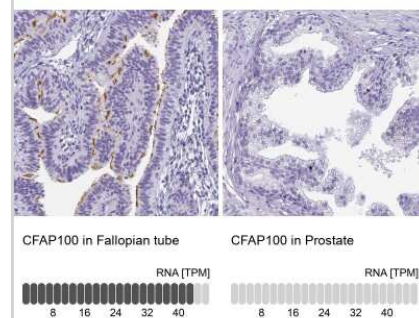 CFAP100 in Fallopian tube
RNA [TPM]
8 16 24 32 40
CFAP100 in Prostate
RNA [TPM]
8 16 24 32 40